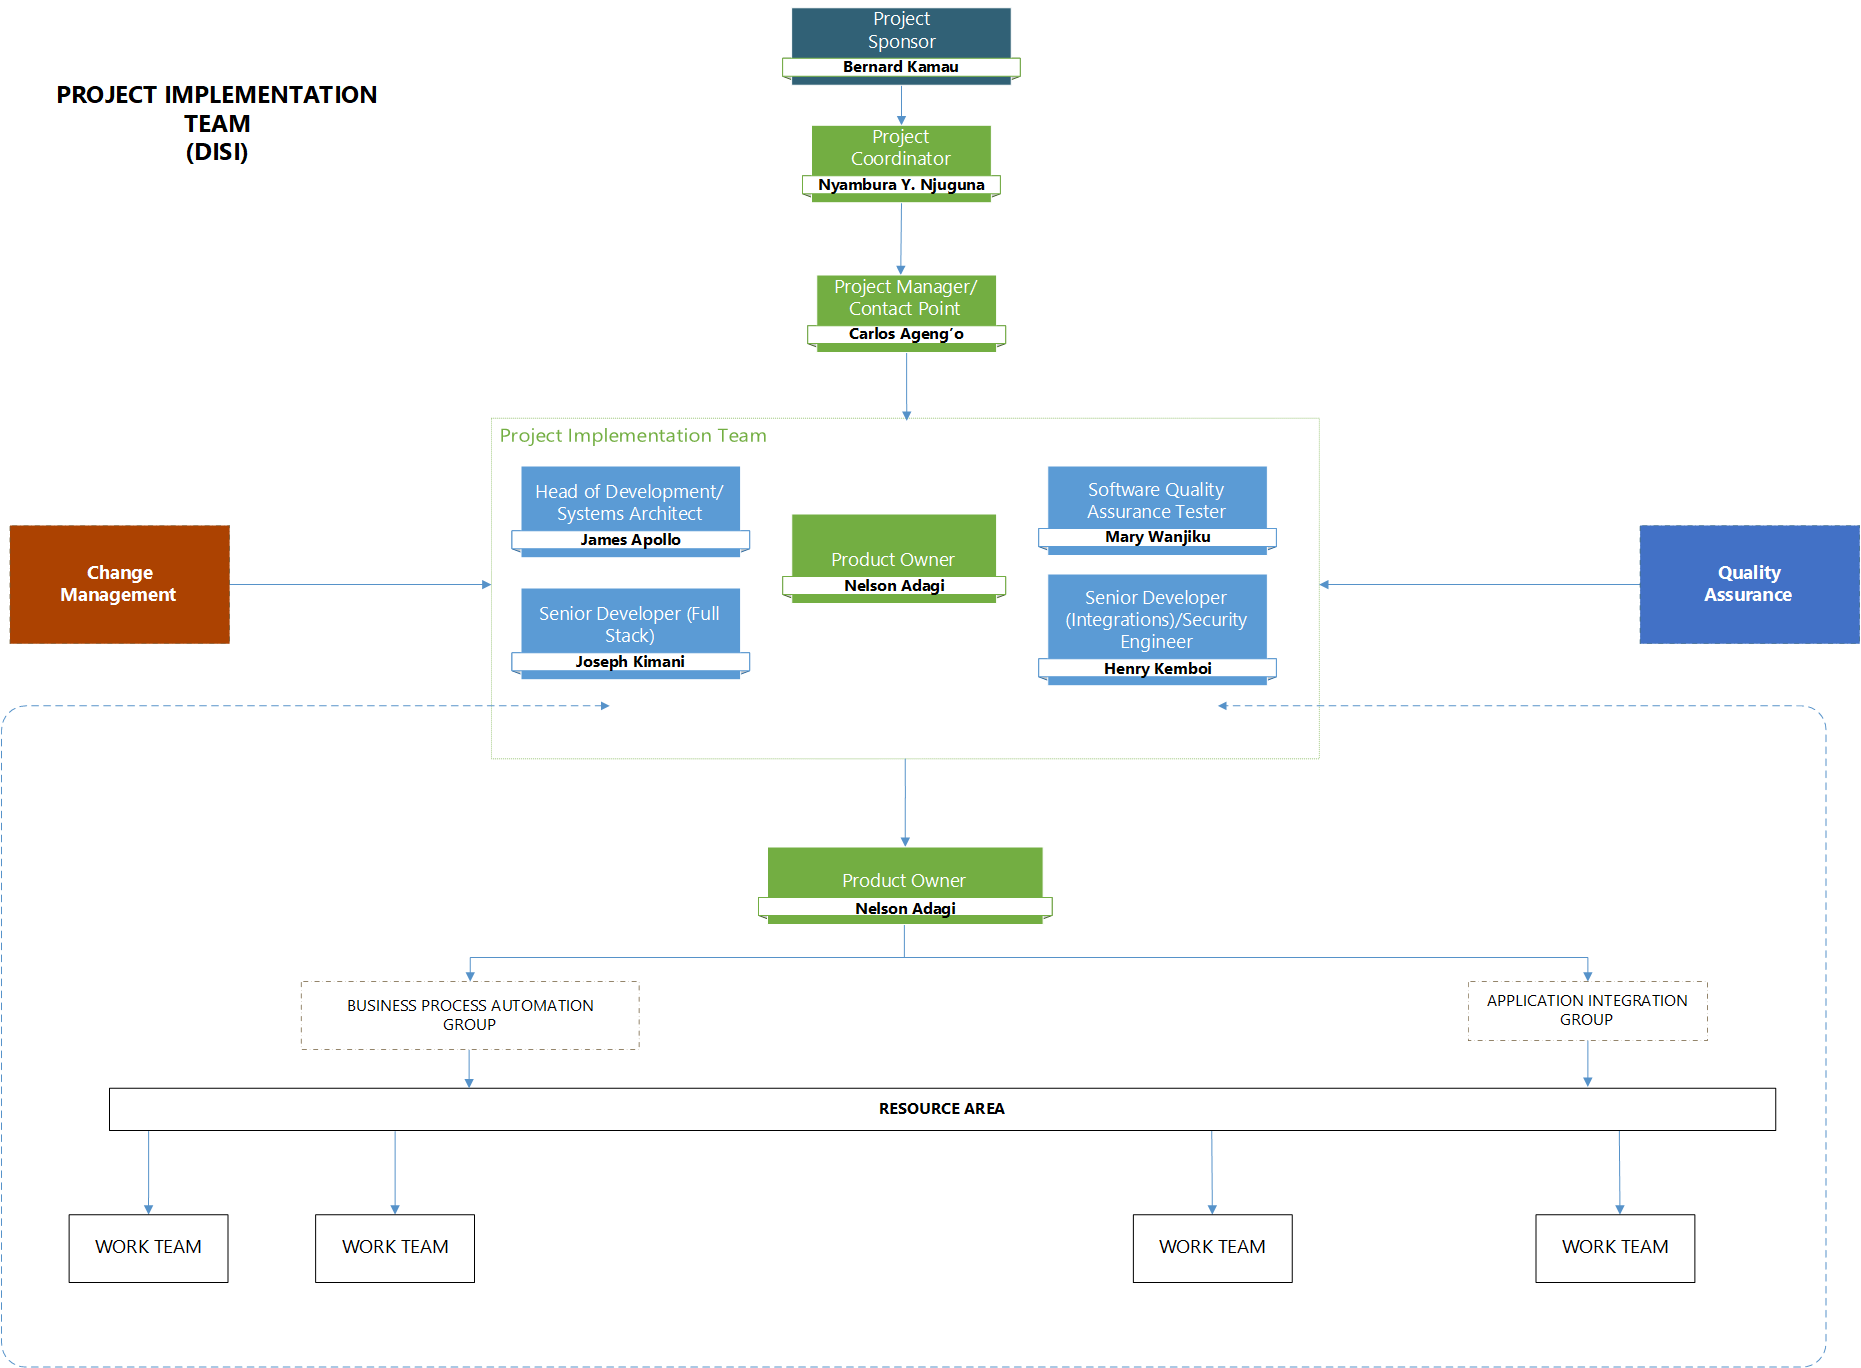 Project
Sponsor
Bernard Kamau
PROJECT IMPLEMENTATION
TEAM
(DISI)
Project
Coordinator
Nyambura Y. Njuguna
Project Manager/
Contact Point
Carlos Ageng’o
Project Implementation Team
Head of Development/
Systems Architect
James Apollo
Product Owner
Nelson Adagi
Software Quality
Assurance Tester
Mary Wanjiku
Change
Management
Senior Developer (Full
Stack)
Joseph Kimani
Senior Developer
(Integrations)/Security
Engineer
Henry Kemboi
Quality
Assurance
Product Owner
Nelson Adagi
BUSINESS PROCESS AUTOMATION
GROUP
APPLICATION INTEGRATION
GROUP
RESOURCE AREA
WORK TEAM
WORK TEAM
WORK TEAM
WORK TEAM